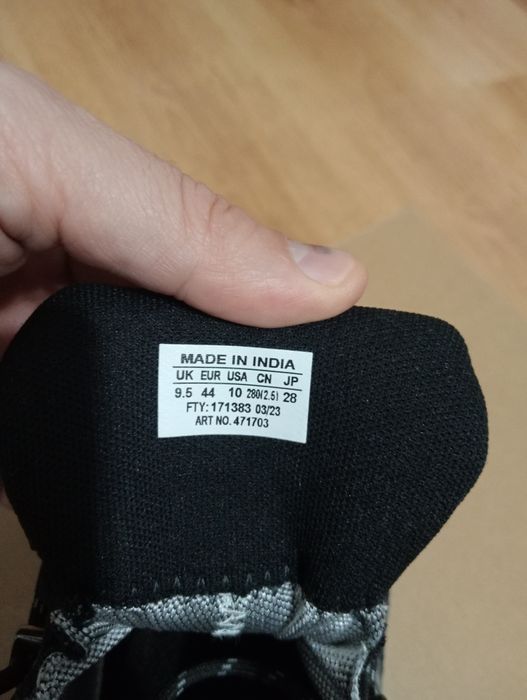 MADE IN INDIA
UK EUR USA CN JP
9.5 44 10 280(2.5) 28
FTY: 171383 03/23
ART NO. 471703